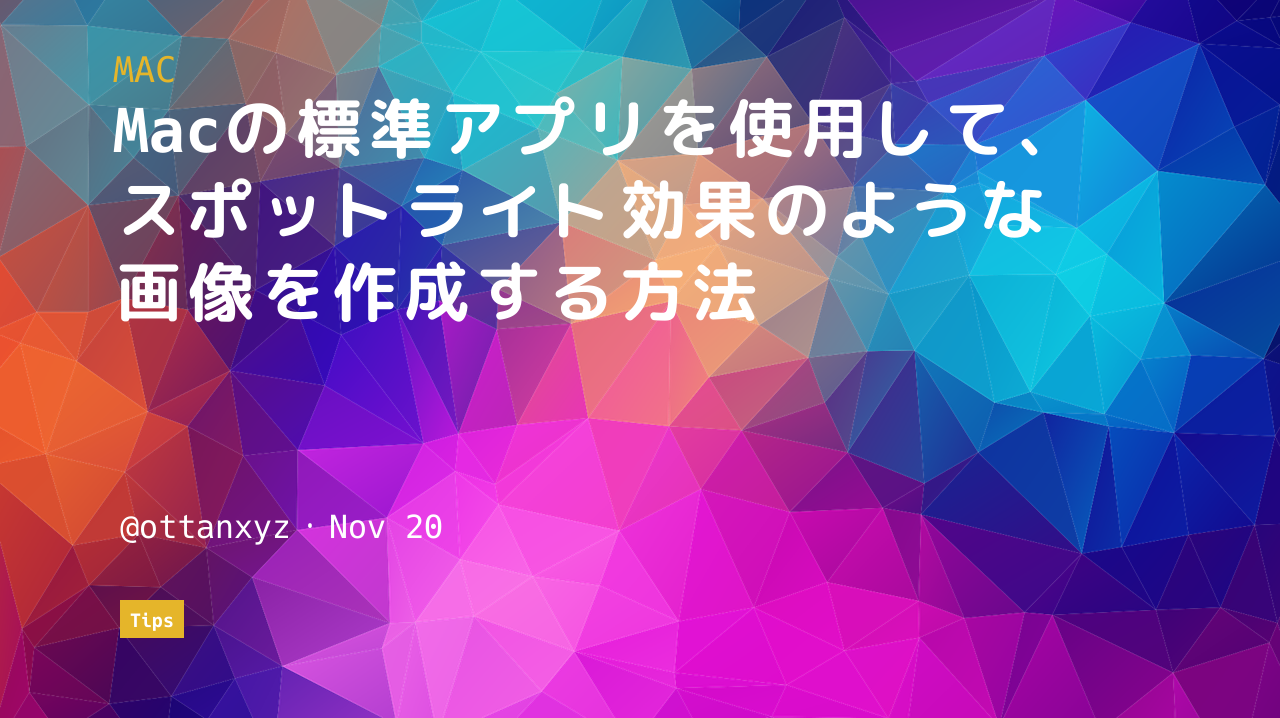 MAC
Macの標準アプリを使用して、
スポットライト効果のような
画像を作成する方法
@ottanxyz・Nov 20
Tips